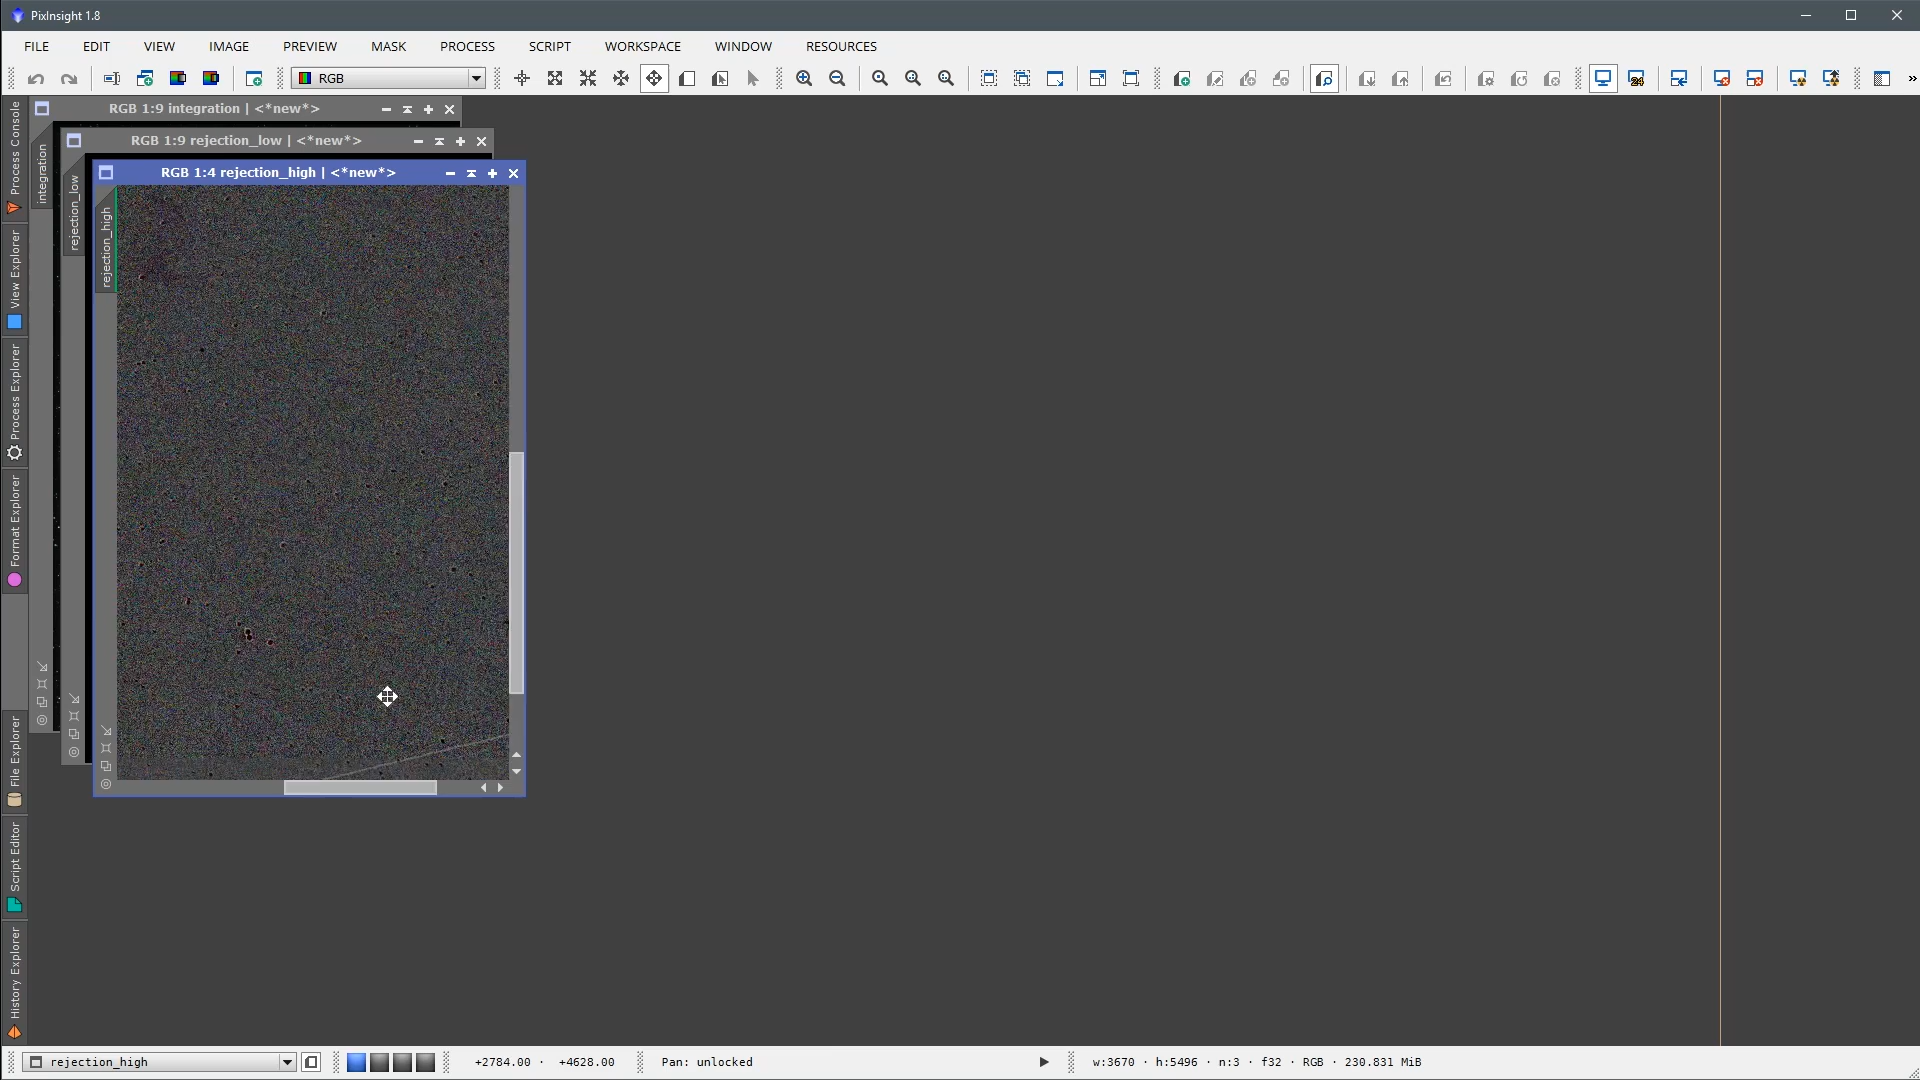 PixInsight 1.8
FILE EDIT VIEW IMAGE PREVIEW MASK PROCESS SCRIPT WORKSPACE WINDOW RESOURCES
RGB
24
RGB 1:9 integration | <*new*>
RGB 1:9 rejection_low | <*new*>
RGB 1:4 rejection_high | <*new*>
integration
rejection_low
rejection_high
Process Console
View Explorer
Process Explorer
Format Explorer
File Explorer
Script Editor
History Explorer
rejection_high +2784.00 · +4628.00 Pan: unlocked w:3670 · h:5496 · n:3 · f32 · RGB · 230.831 MiB